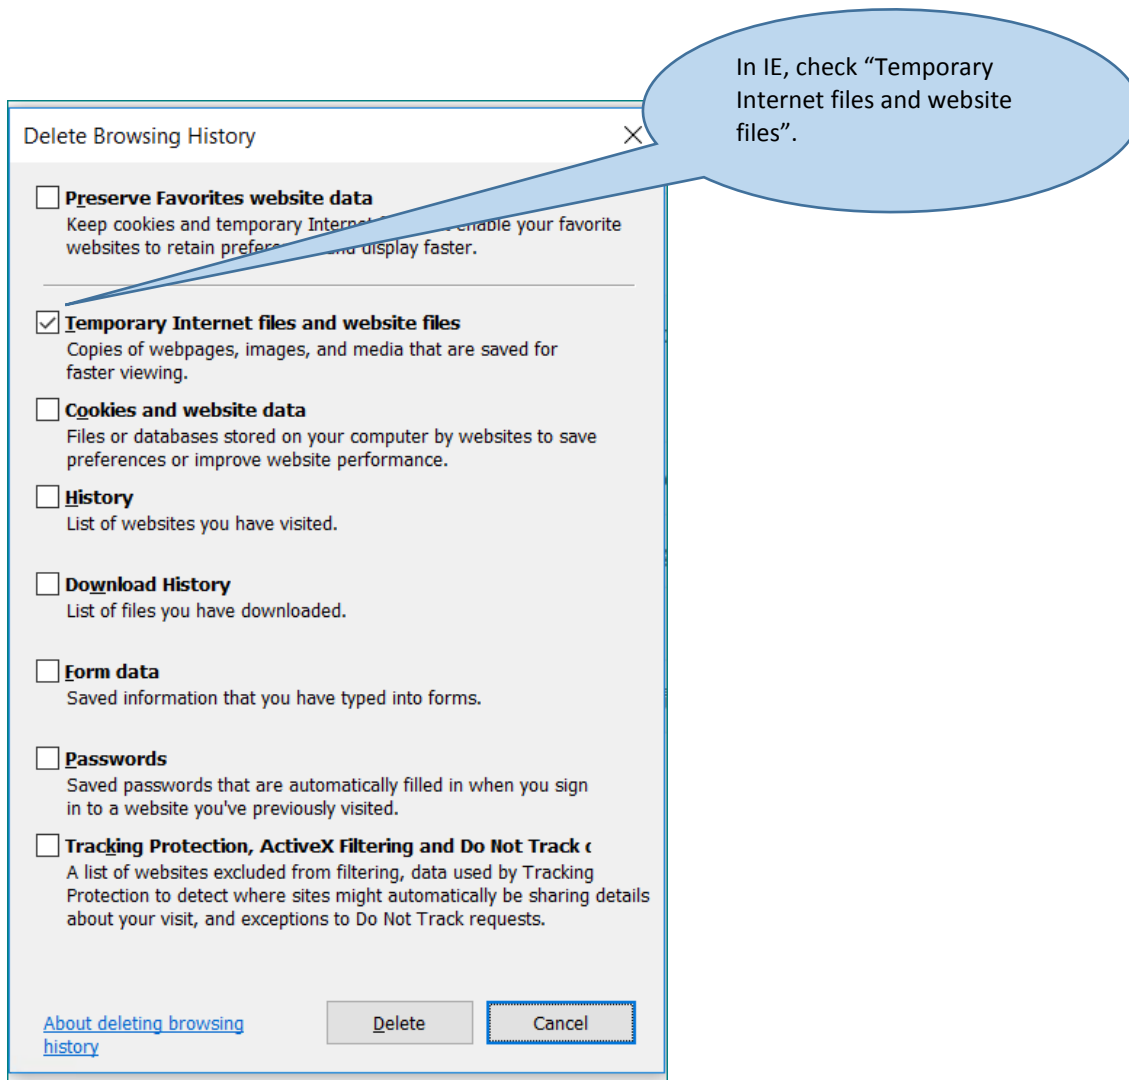 In IE, check “Temporary
Internet files and website
files”.
Delete Browsing History
Preserve Favorites website data
Keep cookies and temporary Internet enable your favorite
websites to retain and display faster.
Temporary Internet files and website files
Copies of webpages, images, and media that are saved for
faster viewing.
Cookies and website data
Files or databases stored on your computer by websites to save
preferences or improve website performance.
History
List of websites you have visited.
Download History
List of files you have downloaded.
Form data
Saved information that you have typed into forms.
Passwords
Saved passwords that are automatically filled in when you sign
in to a website you've previously visited.
Tracking Protection, ActiveX Filtering and Do Not Track
A list of websites excluded from filtering, data used by Tracking
Protection to detect where sites might automatically be sharing details
about your visit, and exceptions to Do Not Track requests.
About deleting browsing
history
Delete
Cancel